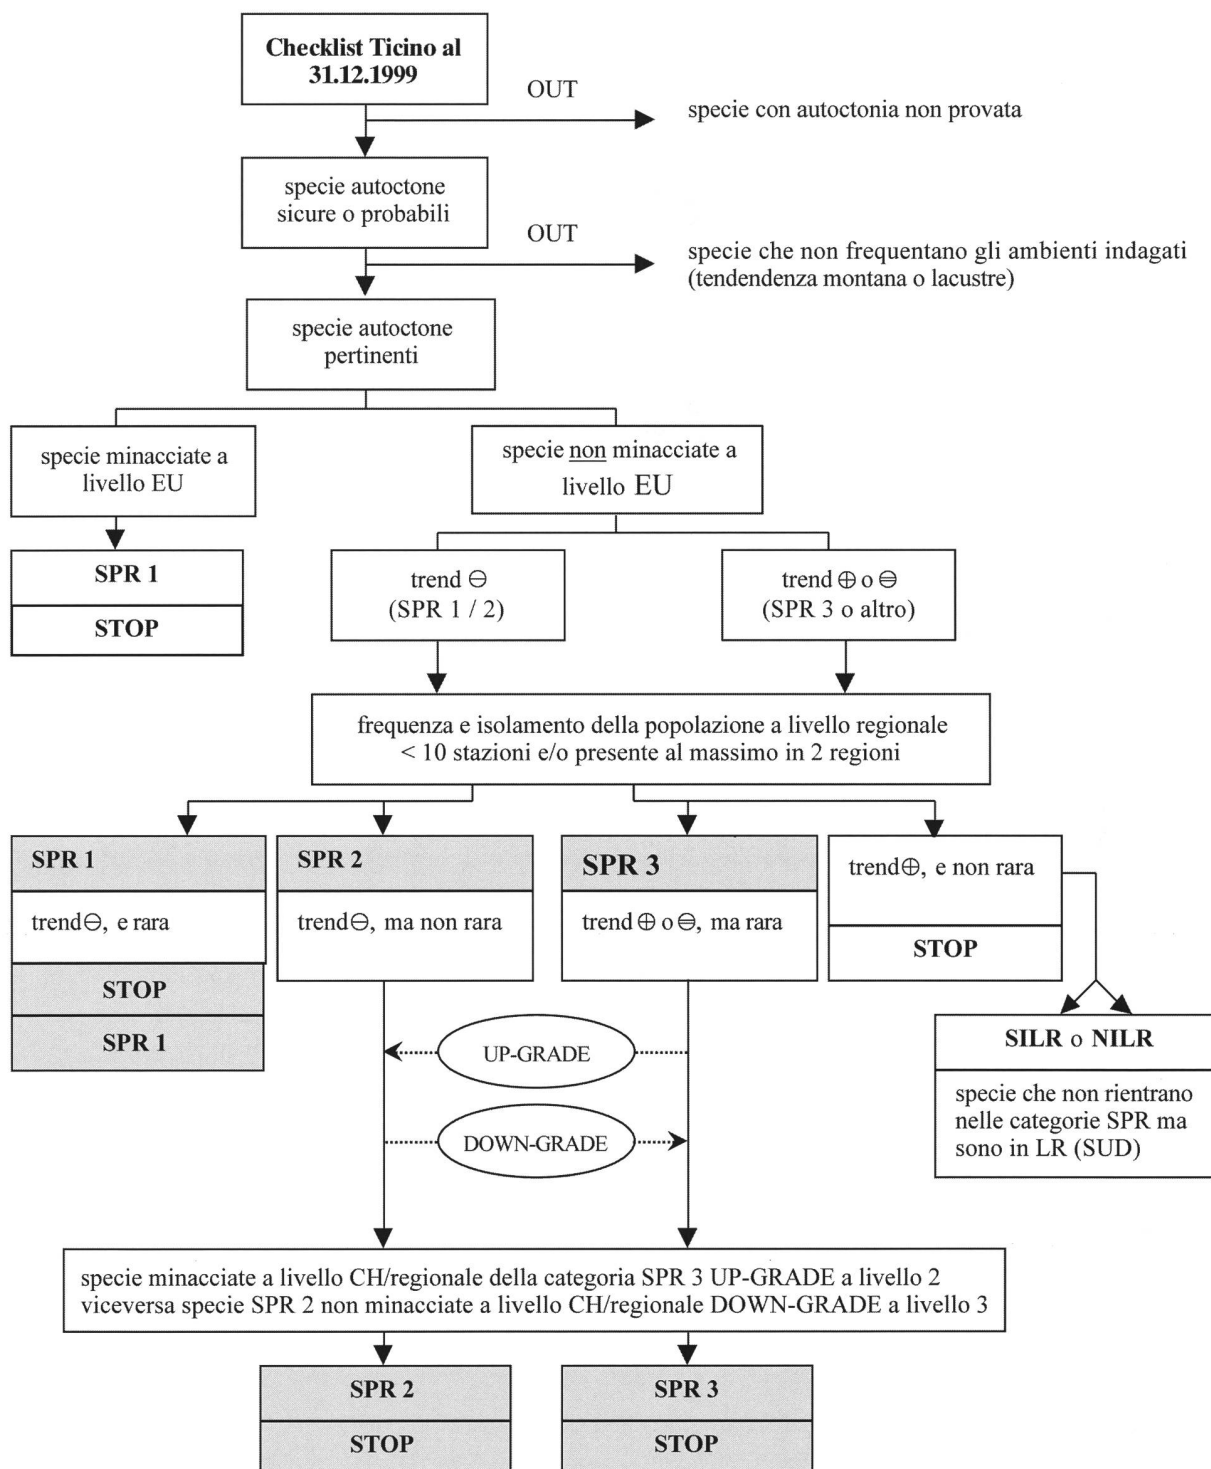 Checklist Ticino al
31.12.1999
OUT
specie con autoctonia non provata
specie autoctone
sicure o probabili
OUT
specie che non frequentano gli ambienti indagati
(tendendenza montana o lacustre)
specie autoctone
pertinenti
specie minacciate a
livello EU
specie non minacciate a
livello EU
SPR 1
STOP
trend ⊖
(SPR 1 / 2)
trend ⊕ o ⊜
(SPR 3 o altro)
frequenza e isolamento della popolazione a livello regionale
< 10 stazioni e/o presente al massimo in 2 regioni
SPR 1
trend⊖, e rara
STOP
SPR 1
SPR 2
trend⊖, ma non rara
SPR 3
trend ⊕ o ⊜, ma rara
trend⊕, e non rara
STOP
SILR o NILR
specie che non rientrano
nelle categorie SPR ma
sono in LR (SUD)
UP-GRADE
DOWN-GRADE
specie minacciate a livello CH/regionale della categoria SPR 3 UP-GRADE a livello 2
viceversa specie SPR 2 non minacciate a livello CH/regionale DOWN-GRADE a livello 3
SPR 2
STOP
SPR 3
STOP